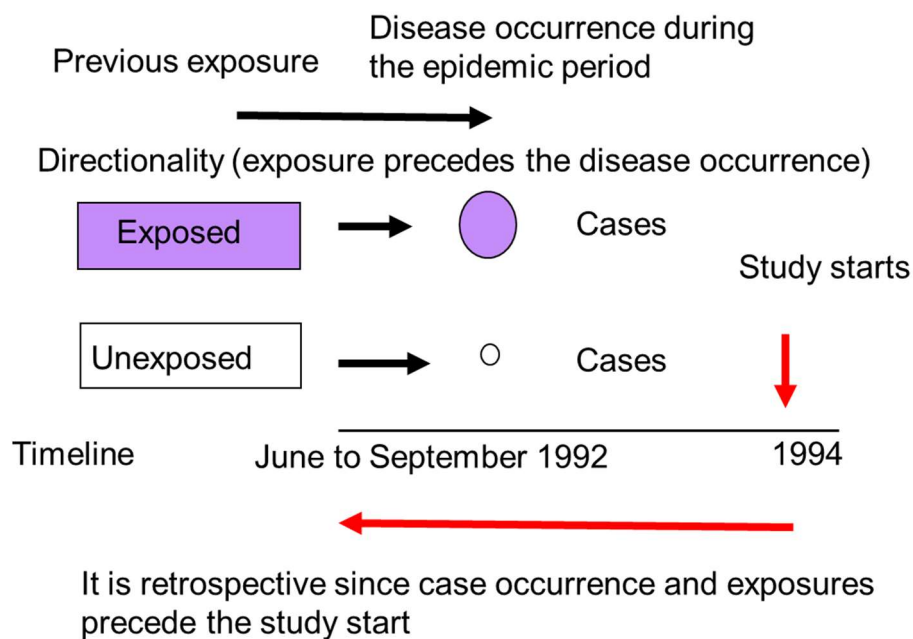 Previous exposure
Disease occurrence during
the epidemic period
Directionality (exposure precedes the disease occurrence)
Exposed
Cases
Study starts
Unexposed
Cases
Timeline
June to September 1992
1994
It is retrospective since case occurrence and exposures
precede the study start